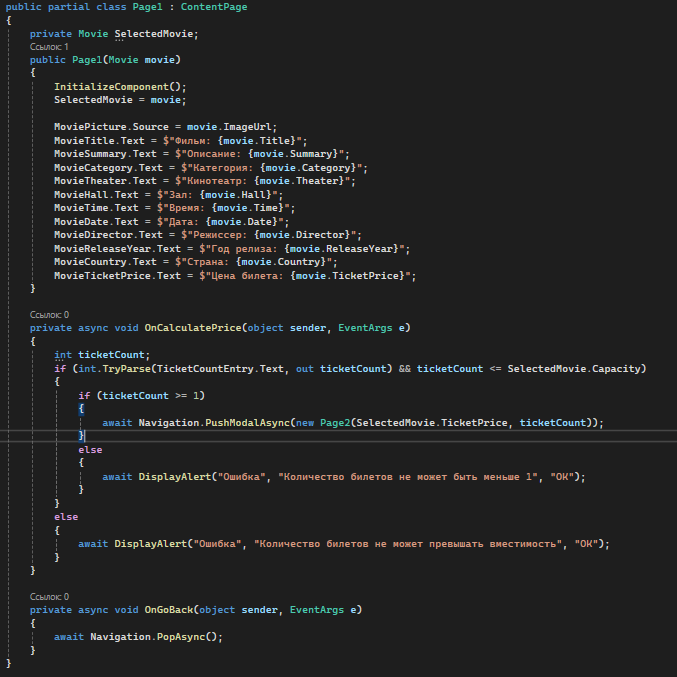 public partial class Page1 : ContentPage
{
private Movie SelectedMovie;
Ссылок: 1
public Page1(Movie movie)
{
InitializeComponent();
SelectedMovie = movie;
MoviePicture.Source = movie.ImageUrl;
MovieTitle.Text = $"Фильм: {movie.Title}";
MovieSummary.Text = $"Описание: {movie.Summary}";
MovieCategory.Text = $"Категория: {movie.Category}";
MovieTheater.Text = $"Кинотеатр: {movie.Theater}";
MovieHall.Text = $"Зал: {movie.Hall}";
MovieTime.Text = $"Время: {movie.Time}";
MovieDate.Text = $"Дата: {movie.Date}";
MovieDirector.Text = $"Режиссер: {movie.Director}";
MovieReleaseYear.Text = $"Год релиза: {movie.ReleaseYear}";
MovieCountry.Text = $"Страна: {movie.Country}";
MovieTicketPrice.Text = $"Цена билета: {movie.TicketPrice}";
}
Ссылок: 0
private async void OnCalculatePrice(object sender, EventArgs e)
{
int ticketCount;
if (int.TryParse(TicketCountEntry.Text, out ticketCount) && ticketCount <= SelectedMovie.Capacity)
{
if (ticketCount >= 1)
{
await Navigation.PushModalAsync(new Page2(SelectedMovie.TicketPrice, ticketCount));
}
else
{
await DisplayAlert("Ошибка", "Количество билетов не может быть меньше 1", "ОК");
}
}
else
{
await DisplayAlert("Ошибка", "Количество билетов не может превышать вместимость", "ОК");
}
}
Ссылок: 0
private async void OnGoBack(object sender, EventArgs e)
{
await Navigation.PopAsync();
}
}